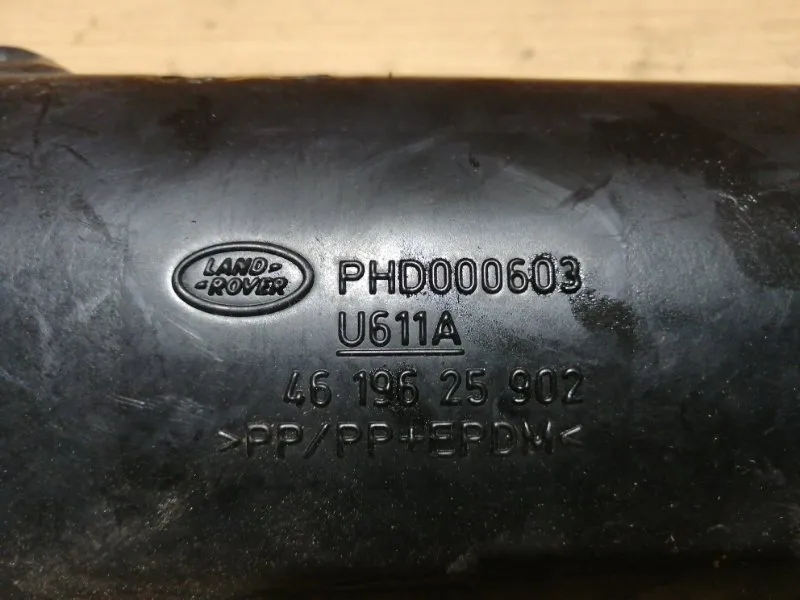 LAND-
-ROVER
PHD000603
U611A
46 196 25 902
>PP/PP+EPDM<